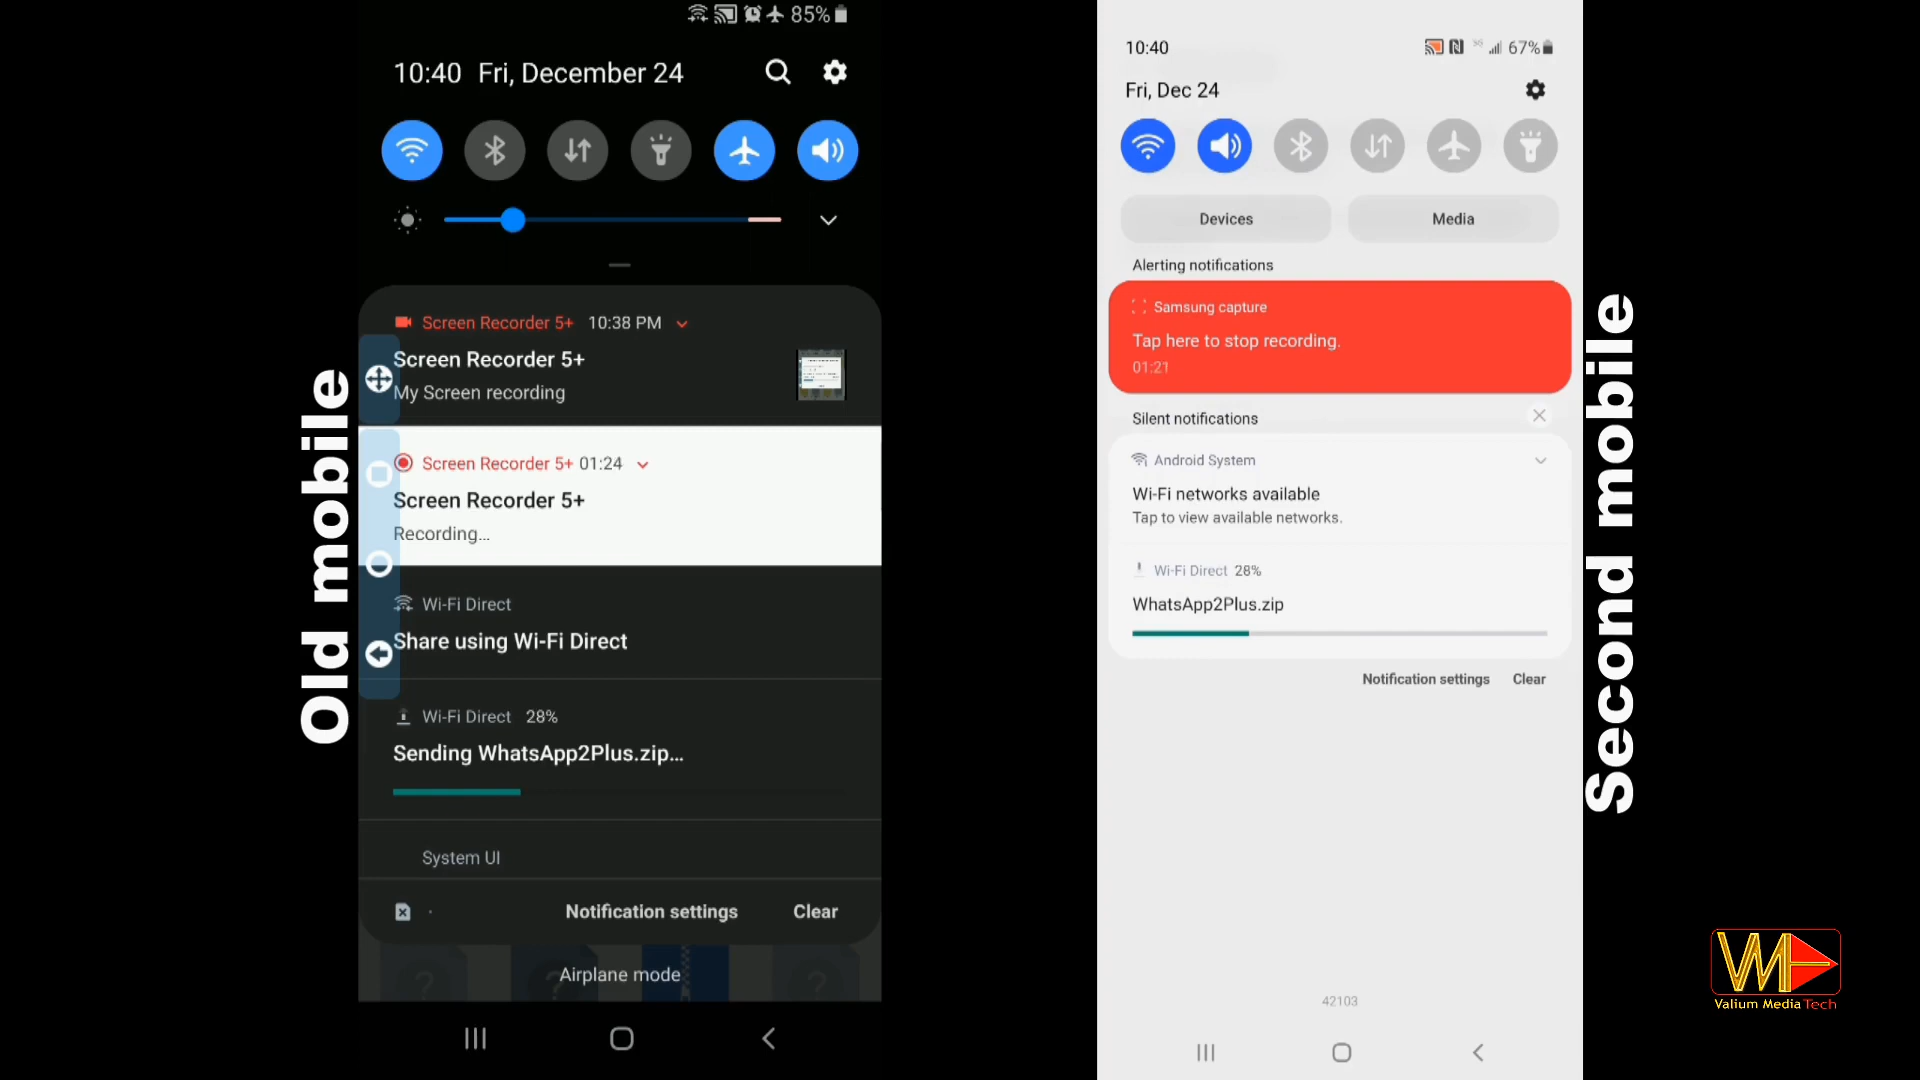 Old mobile
85%
10:40 Fri, December 24
Screen Recorder 5+ 10:38 PM
Screen Recorder 5+
My Screen recording
Screen Recorder 5+ 01:24
Screen Recorder 5+
Recording...
Wi-Fi Direct
Share using Wi-Fi Direct
Wi-Fi Direct 28%
Sending WhatsApp2Plus.zip...
System UI
Notification settings Clear
Airplane mode
10:40 67%
Fri, Dec 24
Devices Media
Alerting notifications
Samsung capture
Tap here to stop recording.
01:21
Silent notifications
Android System
Wi-Fi networks available
Tap to view available networks.
Wi-Fi Direct 28%
WhatsApp2Plus.zip
Notification settings Clear
42103
Second mobile
Valium Media Tech